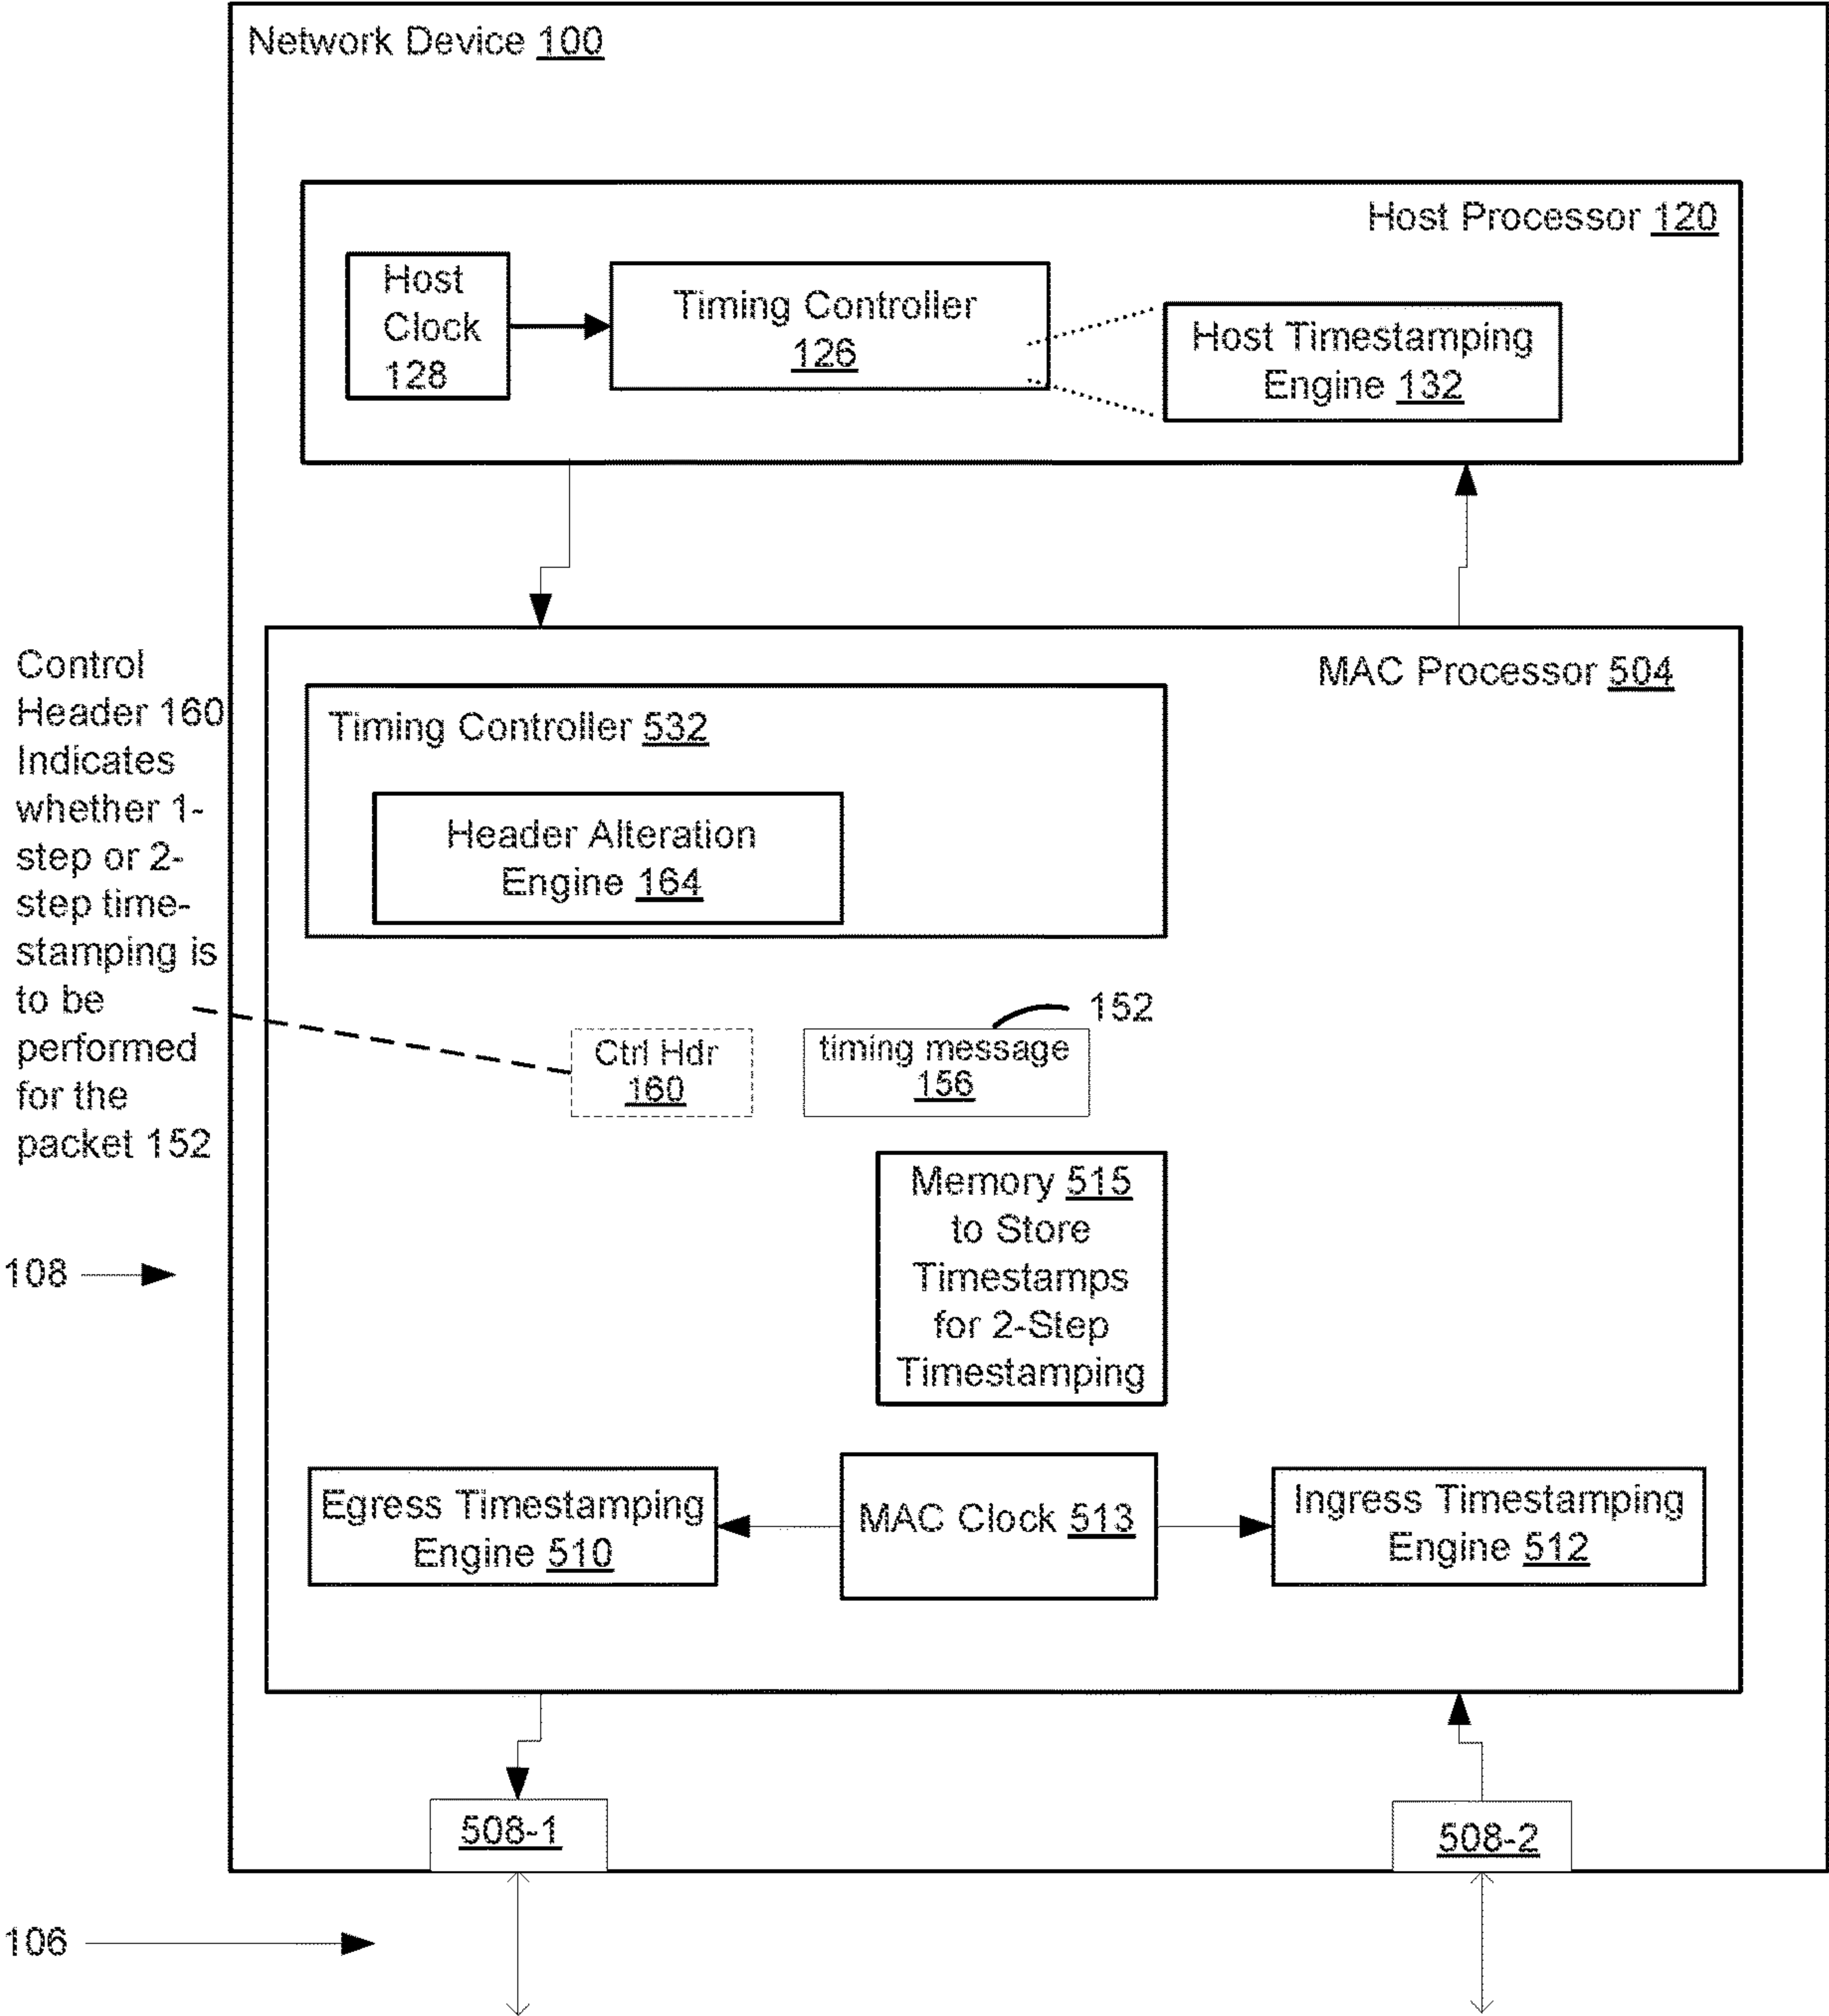 Network Device 100
Host Processor 120
Host
Clock
128
Timing Controller
126
Host Timestamping
Engine 132
MAC Processor 504
Timing Controller 532
Header Alteration
Engine 164
Control
Header 160
Indicates
whether 1-
step or 2-
step time-
stamping is
to be
performed
for the
packet 152
152
Ctrl Hdr
160
timing message
156
Memory 515
to Store
Timestamps
for 2-Step
Timestamping
108
Egress Timestamping
Engine 510
MAC Clock 513
Ingress Timestamping
Engine 512
508-1
508-2
106